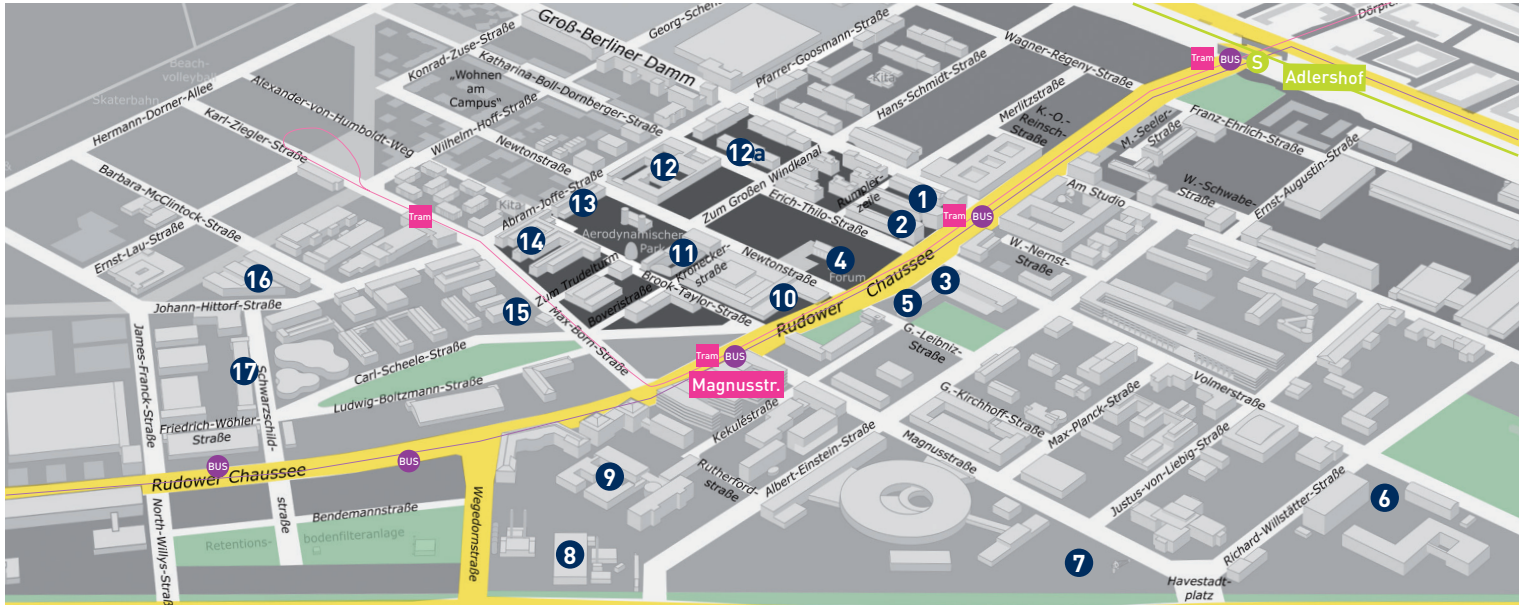 Groß-Berliner Damm
Georg-Schen
Dörpfe
Konrad-Zuse-Straße
Katharina-Boll-Dornberger-Straße
Pfarrer-Goosmann-Straße
Wagner-Régeny-Straße
Tram
BUS
S
Adlershof
Beach-
volleyball
Skaterbahn
Alexander-von-Humboldt-Weg
„Wohnen
am
Campus“
Kita
Hans-Schmidt-Straße
Merlitzstraße
K.-O.-
Reinsch-
Straße
M.-Seeler-
Straße
Franz-Ehrlich-Straße
Hermann-Dorner-Allee
Karl-Ziegler-Straße
Wilhelm-Hoff-Straße
Newtonstraße
12
12a
Zum Großen Windkanal
Rumpler-
zeile
1
2
Tram
BUS
Am Studio
W.-Schwabe-
Straße
Ernst-Augustin-Straße
Barbara-McClintock-Straße
Tram
Kita
Abram-Joffe-Straße
13
Erich-Thilo-Straße
Ernst-Lau-Straße
14
Aerodynamischer
Park
11
Kronecker-
straße
Newtonstraße
4
Forum
W.-Nernst-
Straße
16
Johann-Hittorf-Straße
15
Zum Trudelturm
Boveristraße
Brook-Taylor-Straße
10
Rudower Chaussee
3
5
G.-Leibniz-
Straße
Max-Born-Straße
James-Franck-Straße
17
Schwarzschild-
straße
Carl-Scheele-Straße
Ludwig-Boltzmann-Straße
Tram
BUS
Magnusstr.
Volmerstraße
Friedrich-Wöhler-
Straße
Kekuléstraße
G.-Kirchhoff-Straße
Max-Planck-Straße
BUS
BUS
Rudower Chaussee
Rutherford-
straße
Albert-Einstein-Straße
Magnusstraße
Justus-von-Liebig-Straße
9
6
Bendemannstraße
Wegedornstraße
Retentions-
bodenfilteranlage
North-Willys-Straß
8
7
Richard-Willstätter-Straße
Havestadt-
platz